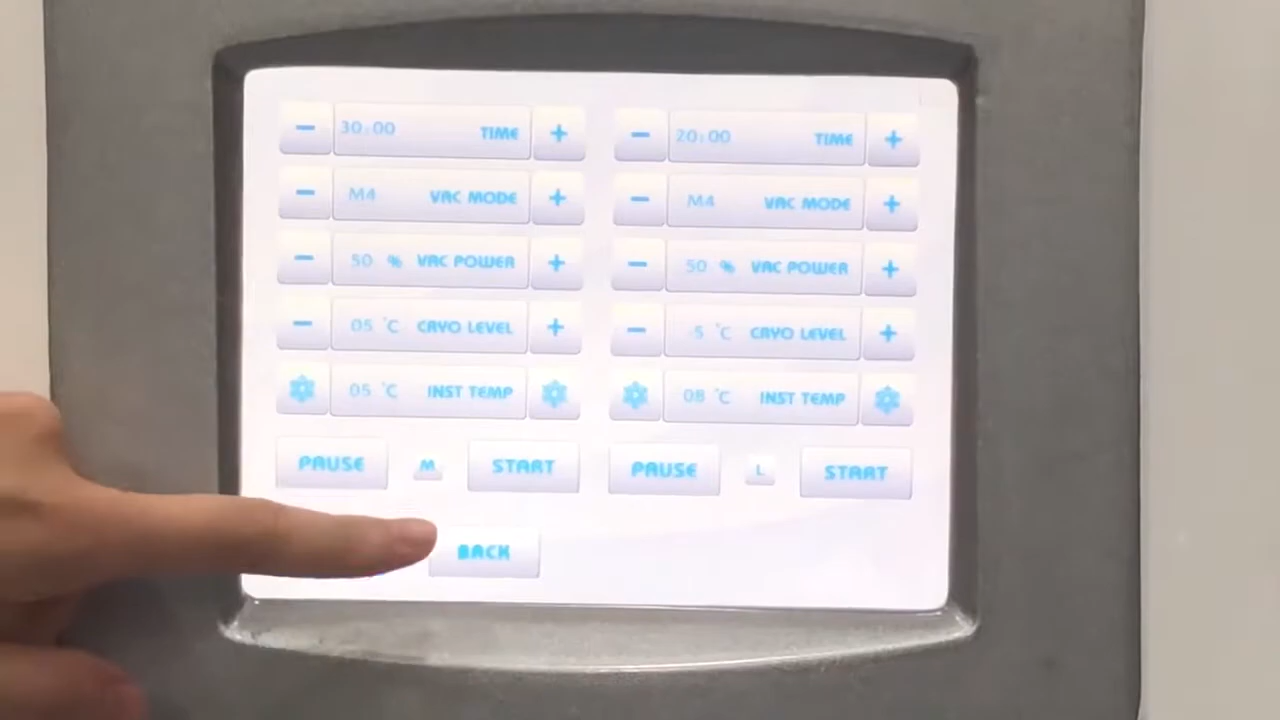 − 30:00 TIME + − 20:00 TIME +
− M4 VAC MODE + − M4 VAC MODE +
− 50 % VAC POWER + − 50 % VAC POWER +
− 05 °C CRYO LEVEL + − -5 °C CRYO LEVEL +
05 °C INST TEMP 08 °C INST TEMP
PAUSE M START PAUSE L START
BACK